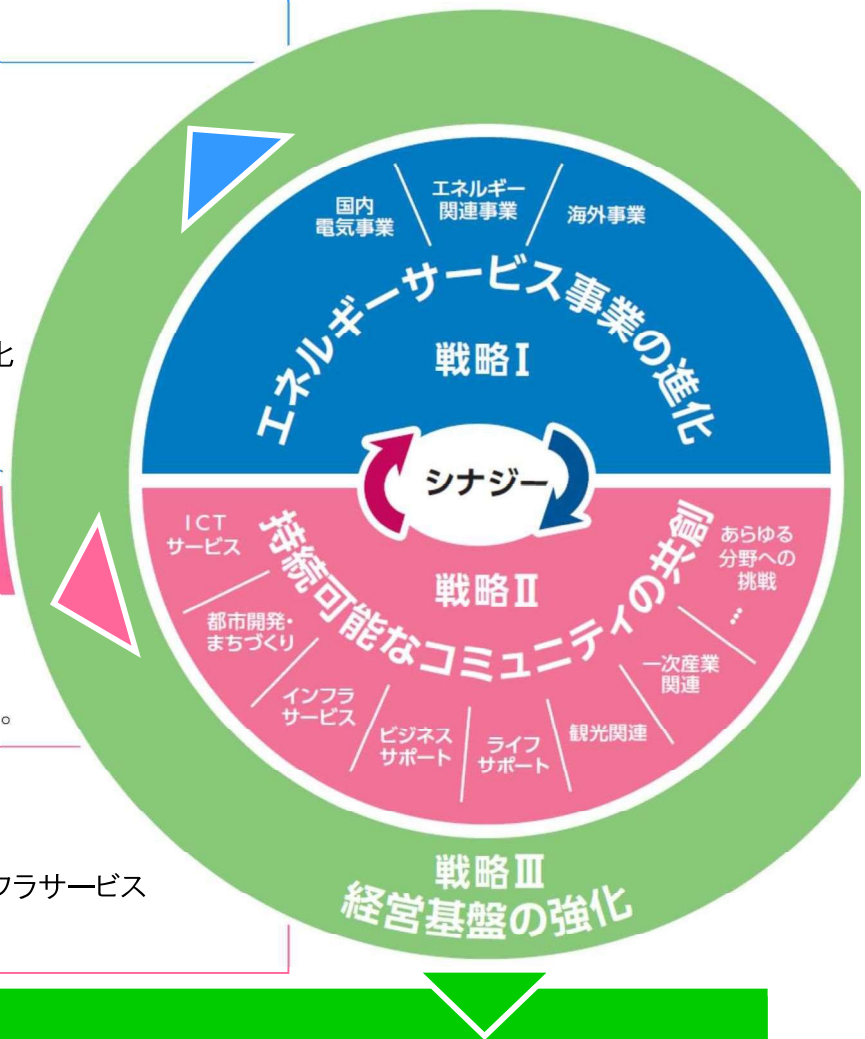 国内
電気事業
エネルギー
関連事業
海外事業
エネルギーサービス事業の進化
戦略Ⅰ
化
シナジー
ICT
サービス
持続可能なコミュニティの共創
戦略Ⅱ
あらゆる
分野への
挑戦
…
都市開発・
まちづくり
インフラ
サービス
ビジネス
サポート
ライフ
サポート
観光関連
一次産業
関連
。
フラサービス
戦略Ⅲ
経営基盤の強化